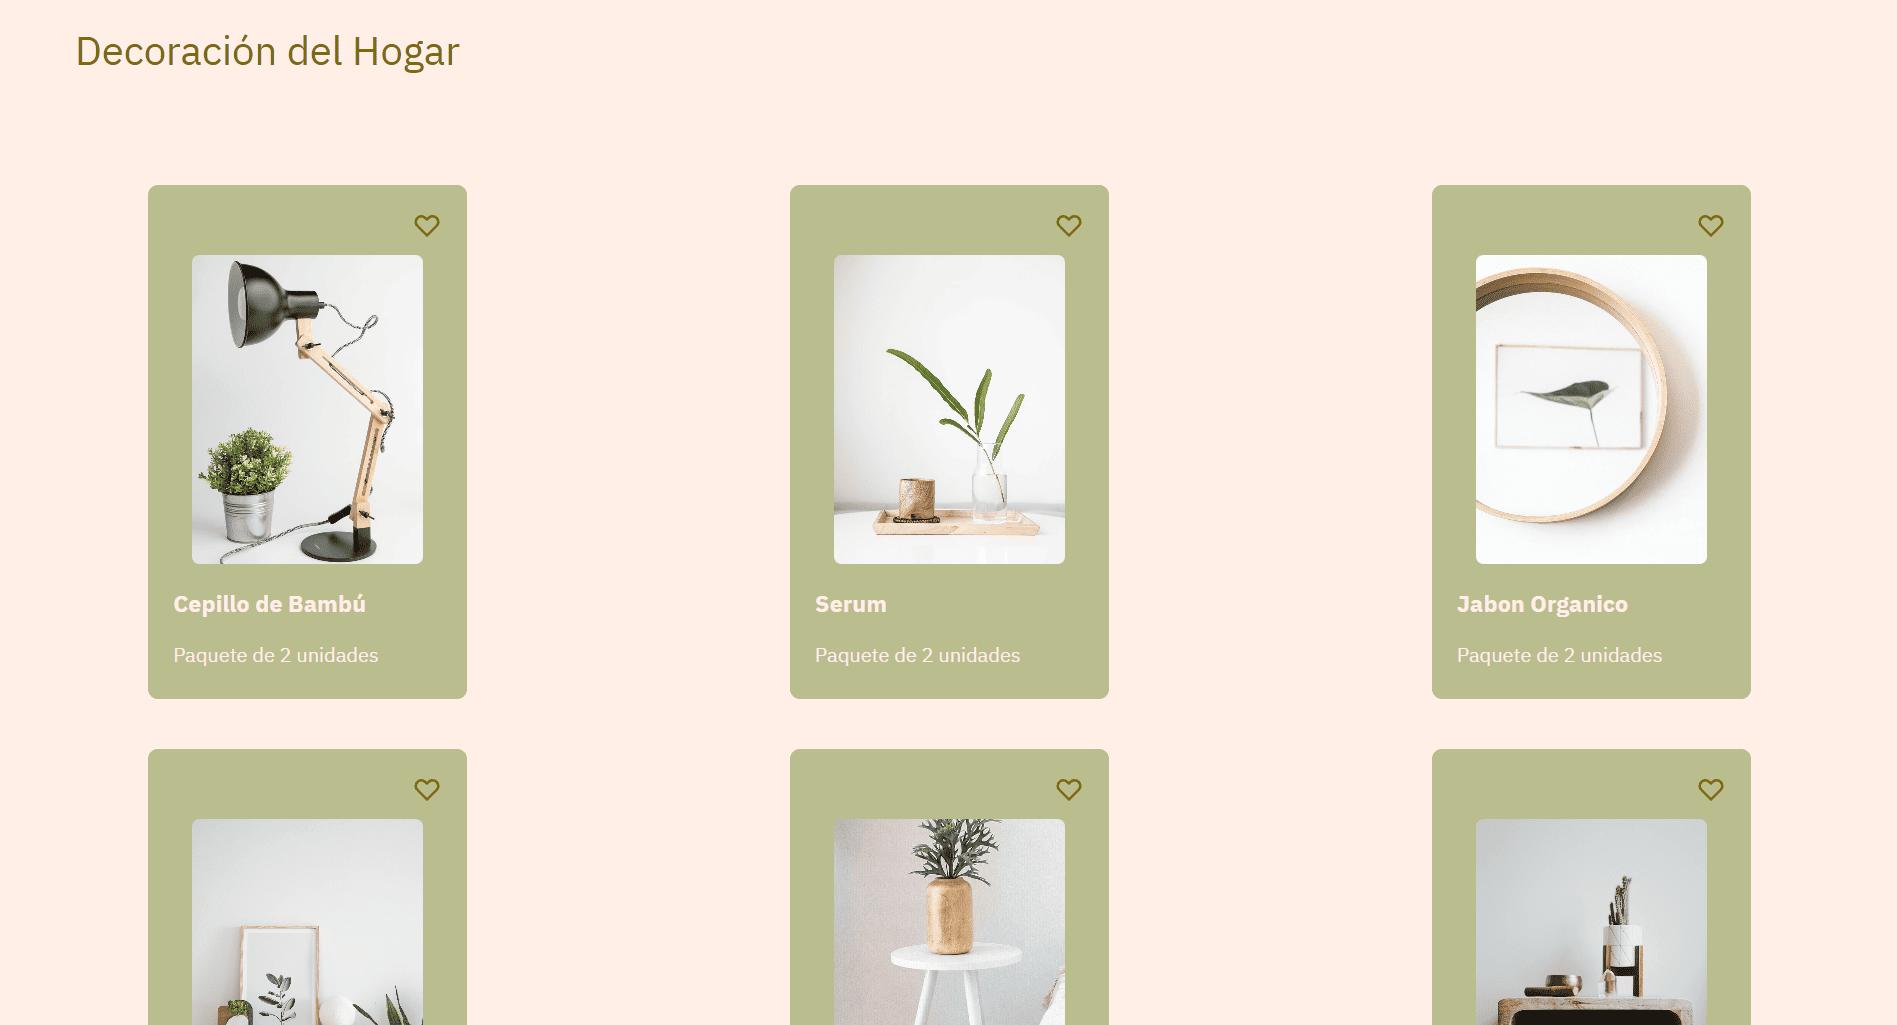 Decoración del Hogar
Cepillo de Bambú
Paquete de 2 unidades
Serum
Paquete de 2 unidades
Jabon Organico
Paquete de 2 unidades